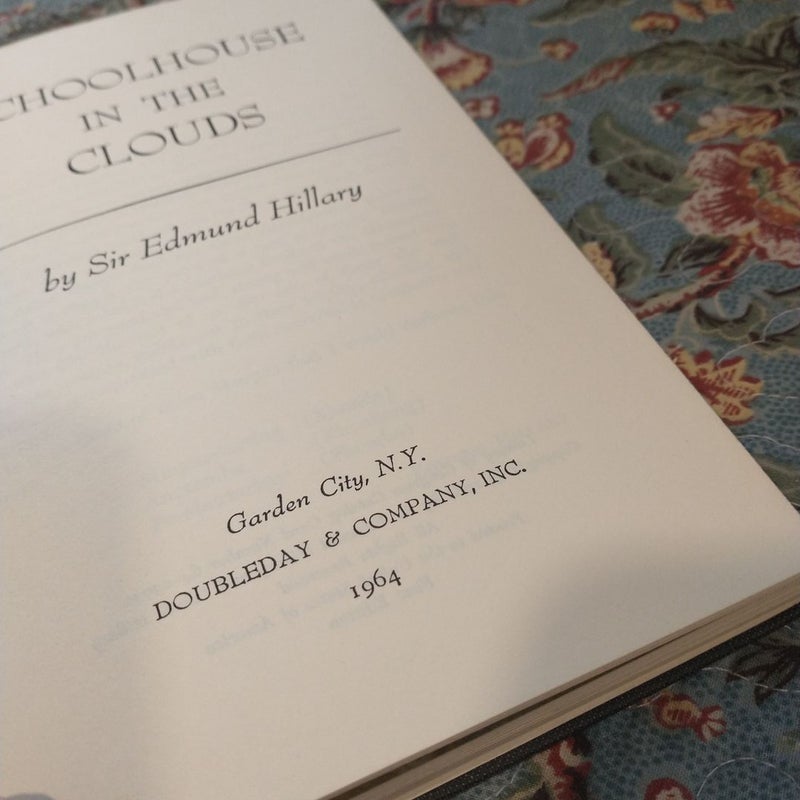 CHOOLHOUSE
IN THE
CLOUDS
by Sir Edmund Hillary
Garden City, N.Y.
DOUBLEDAY & COMPANY, INC.
1964